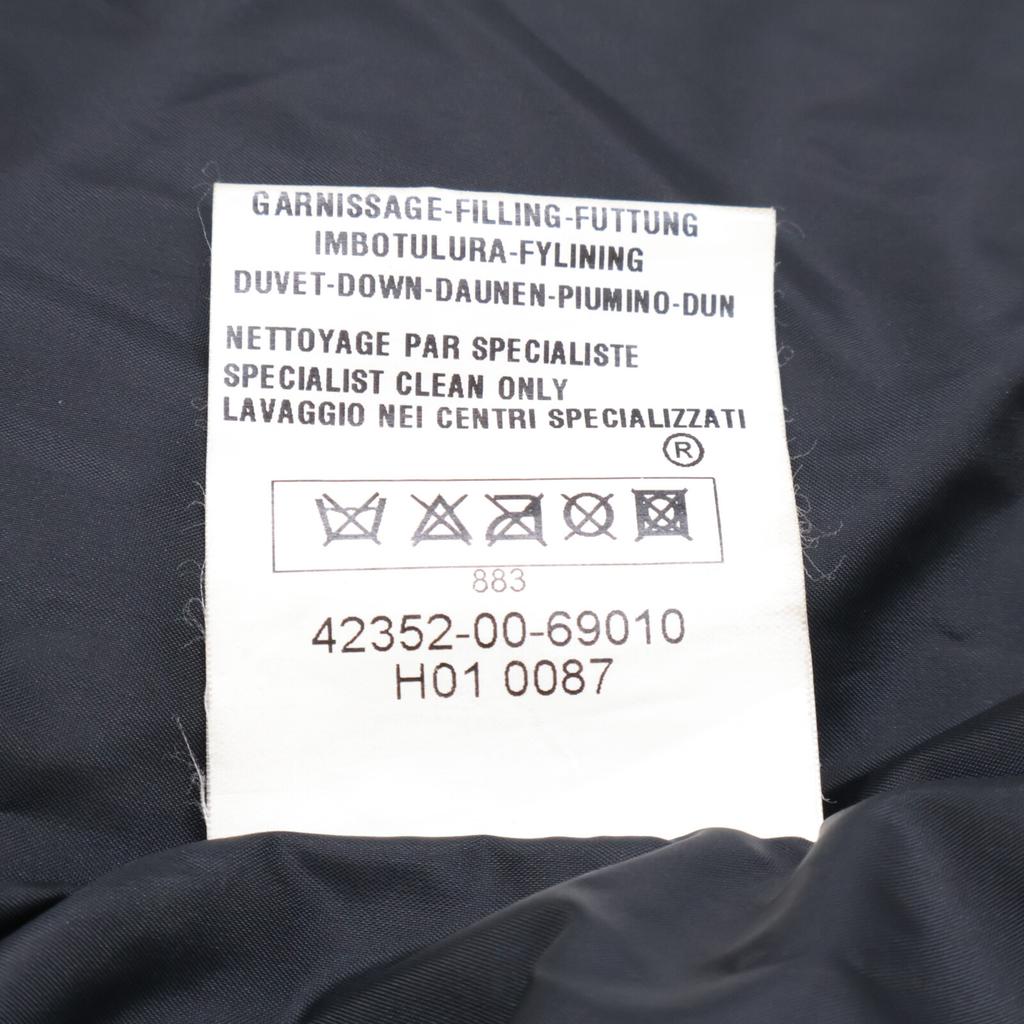 GARNISSAGE-FILLING-FUTTUNG
IMBOTULURA-FYLINING
DUVET-DOWN-DAUNEN-PIUMINO-DUN
NETTOYAGE PAR SPECIALISTE
SPECIALIST CLEAN ONLY
LAVAGGIO NEI CENTRI SPECIALIZZATI
®
883
42352-00-69010
H01 0087